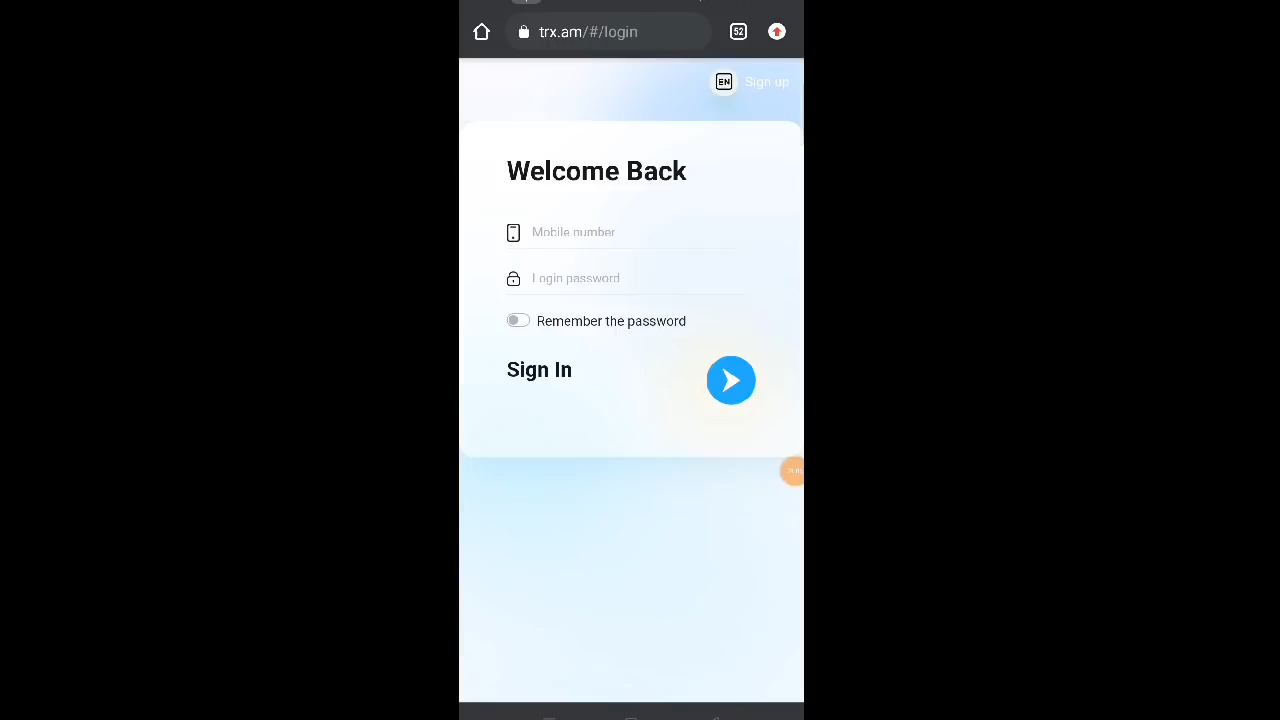 trx.am/#/login
52
EN
Sign up
Welcome Back
Mobile number
Login password
Remember the password
Sign In